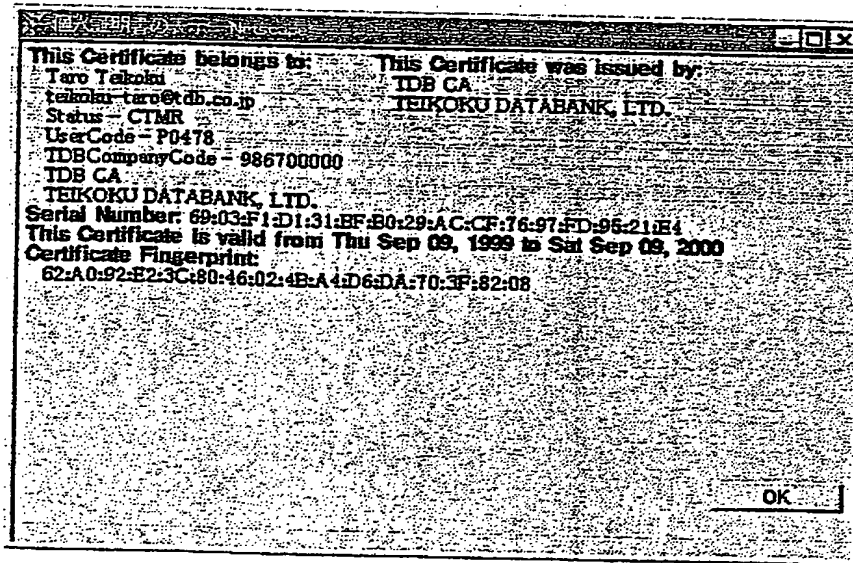 This Certificate belongs to:
Taro Teikoku
teikoku-taro@tdb.co.jp
Status – CTMR
UserCode – P0478
TDBCompanyCode – 986700000
TDB CA
TEIKOKU DATABANK, LTD.
This Certificate was issued by:
TDB CA
TEIKOKU DATABANK, LTD.
Serial Number: 69:03:F1:D1:31:BF:B0:29:AC:CF:76:97:FD:95:21:E4
This Certificate is valid from Thu Sep 09, 1999 to Sat Sep 09, 2000
Certificate Fingerprint:
62:A0:92:E2:3C:80:46:02:4B:A4:D6:DA:70:3F:82:08
OK